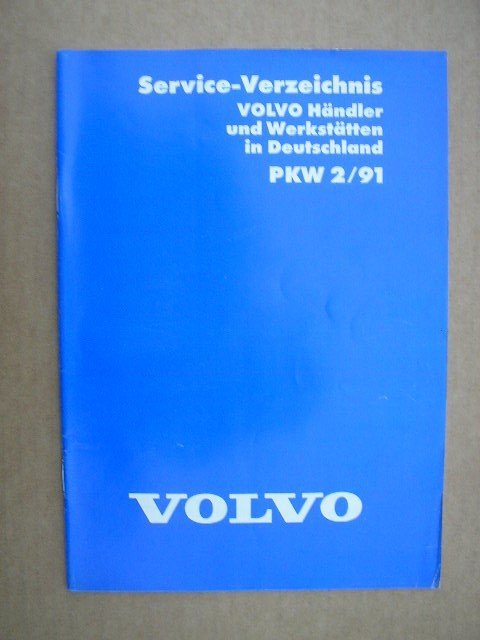 Service-Verzeichnis
VOLVO Händler
und Werkstätten
in Deutschland
PKW 2/91
VOLVO